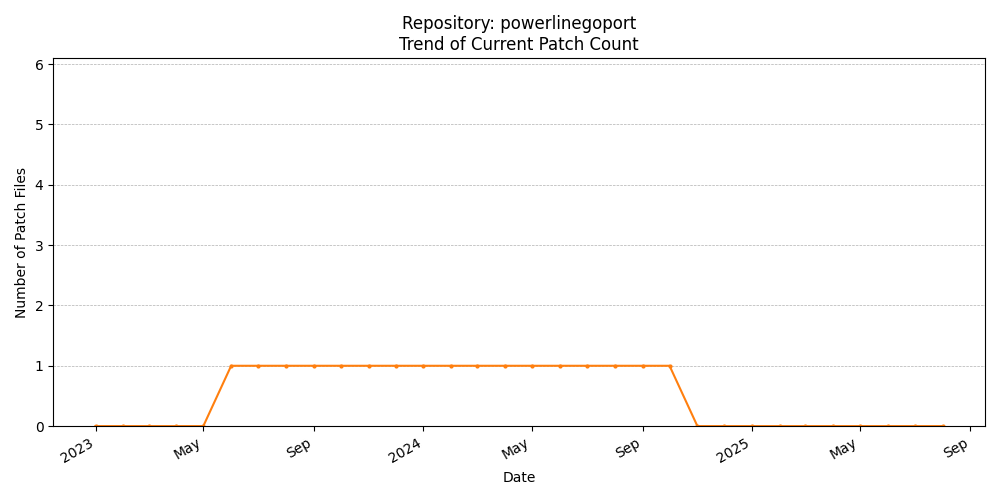 Repository: powerlinegoport
Trend of Current Patch Count
6
5
4
3
2
1
0
Number of Patch Files
2023
May
Sep
2024
May
Sep
2025
May
Sep
Date